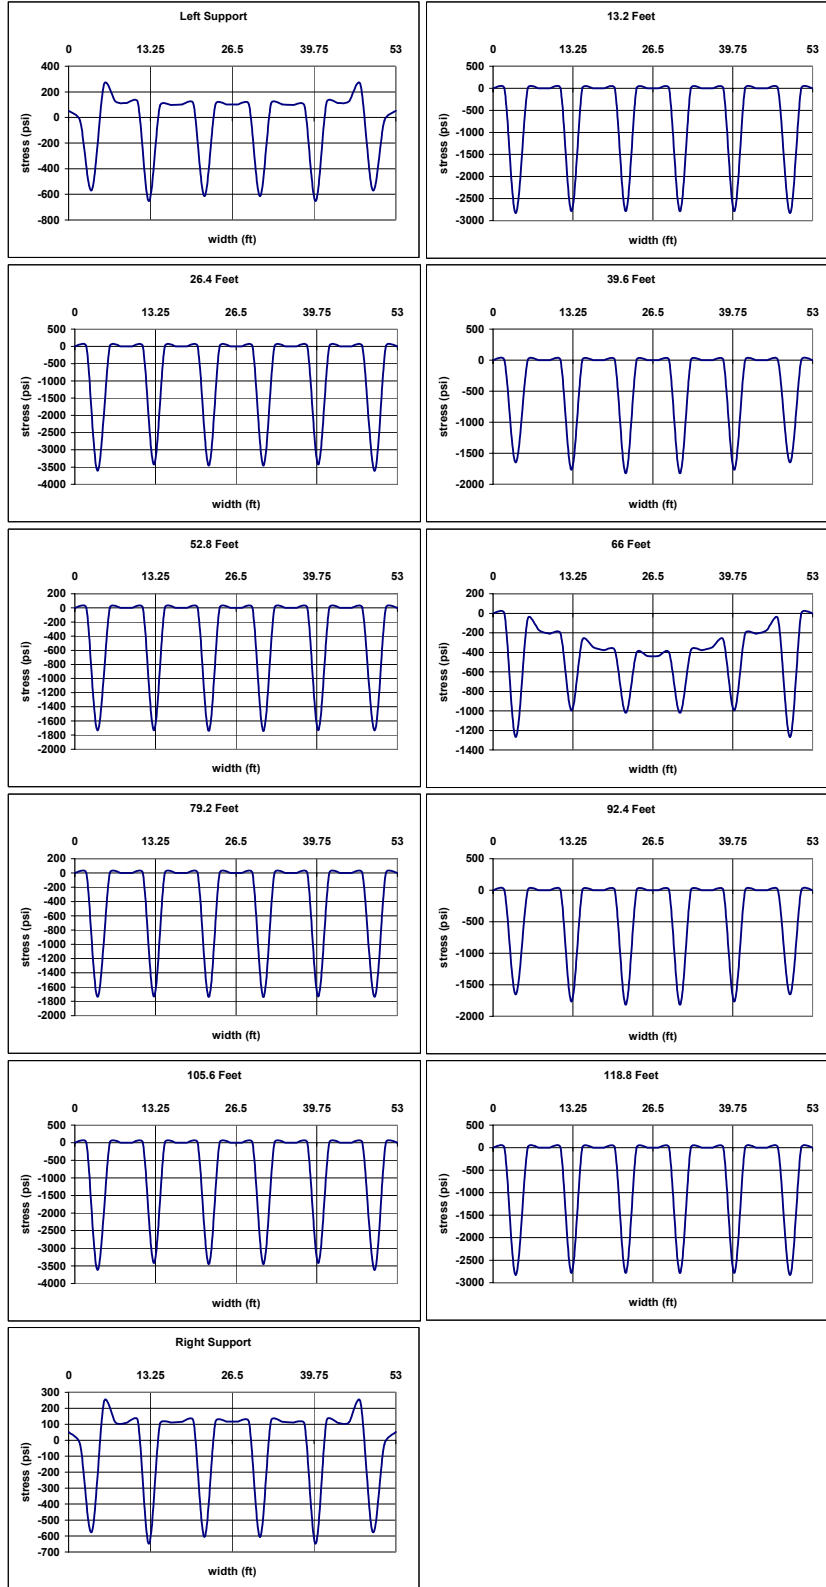 Left Support
0 13.25 26.5 39.75 53
400
200
0
-200
-400
-600
-800
stress (psi)
width (ft)
13.2 Feet
0 13.25 26.5 39.75 53
500
0
-500
-1000
-1500
-2000
-2500
-3000
stress (psi)
width (ft)
26.4 Feet
0 13.25 26.5 39.75 53
500
0
-500
-1000
-1500
-2000
-2500
-3000
-3500
-4000
stress (psi)
width (ft)
39.6 Feet
0 13.25 26.5 39.75 53
500
0
-500
-1000
-1500
-2000
stress (psi)
width (ft)
52.8 Feet
0 13.25 26.5 39.75 53
200
0
-200
-400
-600
-800
-1000
-1200
-1400
-1600
-1800
-2000
stress (psi)
width (ft)
66 Feet
0 13.25 26.5 39.75 53
200
0
-200
-400
-600
-800
-1000
-1200
-1400
stress (psi)
width (ft)
79.2 Feet
0 13.25 26.5 39.75 53
200
0
-200
-400
-600
-800
-1000
-1200
-1400
-1600
-1800
-2000
stress (psi)
width (ft)
92.4 Feet
0 13.25 26.5 39.75 53
500
0
-500
-1000
-1500
-2000
stress (psi)
width (ft)
105.6 Feet
0 13.25 26.5 39.75 53
500
0
-500
-1000
-1500
-2000
-2500
-3000
-3500
-4000
stress (psi)
width (ft)
118.8 Feet
0 13.25 26.5 39.75 53
500
0
-500
-1000
-1500
-2000
-2500
-3000
stress (psi)
width (ft)
Right Support
0 13.25 26.5 39.75 53
300
200
100
0
-100
-200
-300
-400
-500
-600
-700
stress (psi)
width (ft)